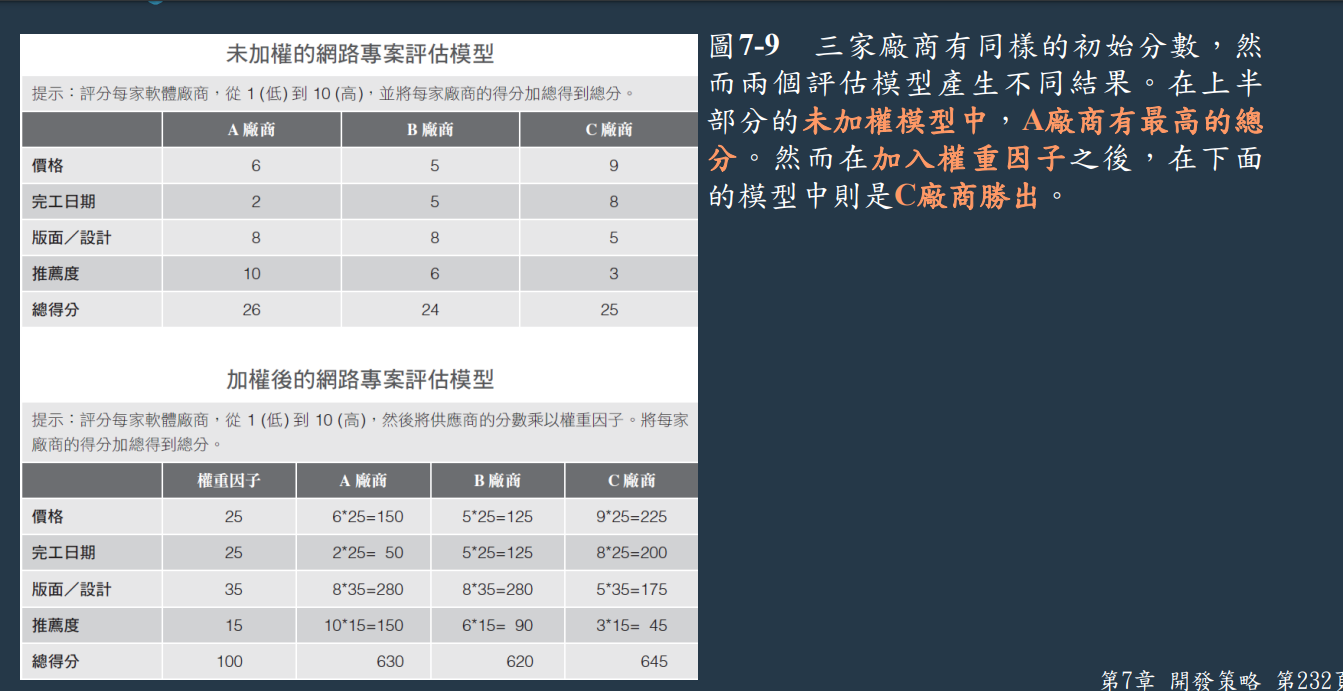 未加權的網路專案評估模型
提示：評分每家軟體廠商，從 1 (低) 到 10 (高)，並將每家廠商的得分加總得到總分。
A 廠商 B 廠商 C 廠商
價格 6 5 9
完工日期 2 5 8
版面／設計 8 8 5
推薦度 10 6 3
總得分 26 24 25
加權後的網路專案評估模型
提示：評分每家軟體廠商，從 1 (低) 到 10 (高)，然後將供應商的分數乘以權重因子。將每家
廠商的得分加總得到總分。
權重因子 A 廠商 B 廠商 C 廠商
價格 25 6*25=150 5*25=125 9*25=225
完工日期 25 2*25= 50 5*25=125 8*25=200
版面／設計 35 8*35=280 8*35=280 5*35=175
推薦度 15 10*15=150 6*15= 90 3*15= 45
總得分 100 630 620 645
圖7-9 三家廠商有同樣的初始分數，然
而兩個評估模型產生不同結果。在上半
部分的未加權模型中，A廠商有最高的總
分。然而在加入權重因子之後，在下面
的模型中則是C廠商勝出。
第7章 開發策略 第232頁